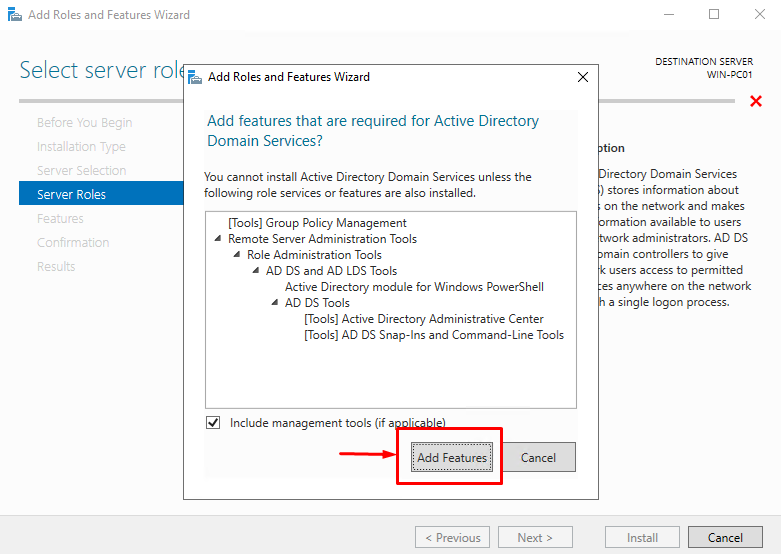 Add Roles and Features Wizard
Select server role
DESTINATION SERVER
WIN-PC01
Before You Begin
Installation Type
Server Selection
Server Roles
Features
Confirmation
Results
Add Roles and Features Wizard
Add features that are required for Active Directory
Domain Services?
You cannot install Active Directory Domain Services unless the
following role services or features are also installed.
[Tools] Group Policy Management
Remote Server Administration Tools
Role Administration Tools
AD DS and AD LDS Tools
Active Directory module for Windows PowerShell
AD DS Tools
[Tools] Active Directory Administrative Center
[Tools] AD DS Snap-Ins and Command-Line Tools
Include management tools (if applicable)
Add Features
Cancel
Directory Domain Services
stores information about
on the network and makes
available to users
administrators. AD DS
controllers to give
users access to permitted
anywhere on the network
a single logon process.
< Previous
Next >
Install
Cancel